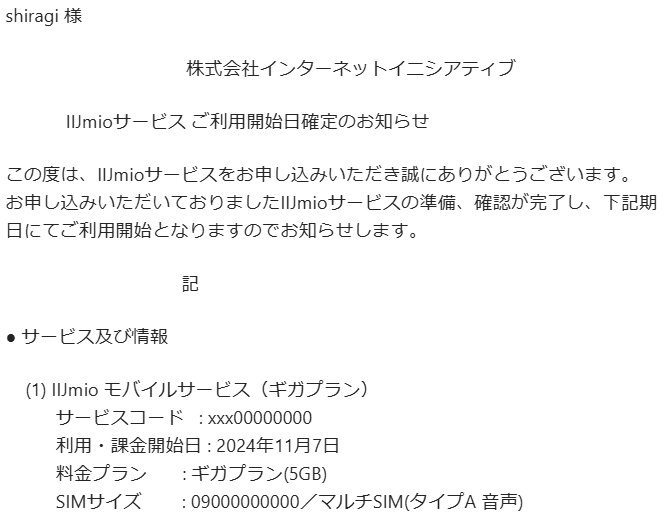 shiragi 様
株式会社インターネットイニシアティブ
IIJmioサービス ご利用開始日確定のお知らせ
この度は、IIJmioサービスをお申し込みいただき誠にありがとうございます。
お申し込みいただいておりましたIIJmioサービスの準備、確認が完了し、下記期
日にてご利用開始となりますのでお知らせします。
記
● サービス及び情報
(1) IIJmio モバイルサービス（ギガプラン）
サービスコード : xxx00000000
利用・課金開始日 : 2024年11月7日
料金プラン : ギガプラン(5GB)
SIMサイズ : 09000000000／マルチSIM(タイプA 音声)